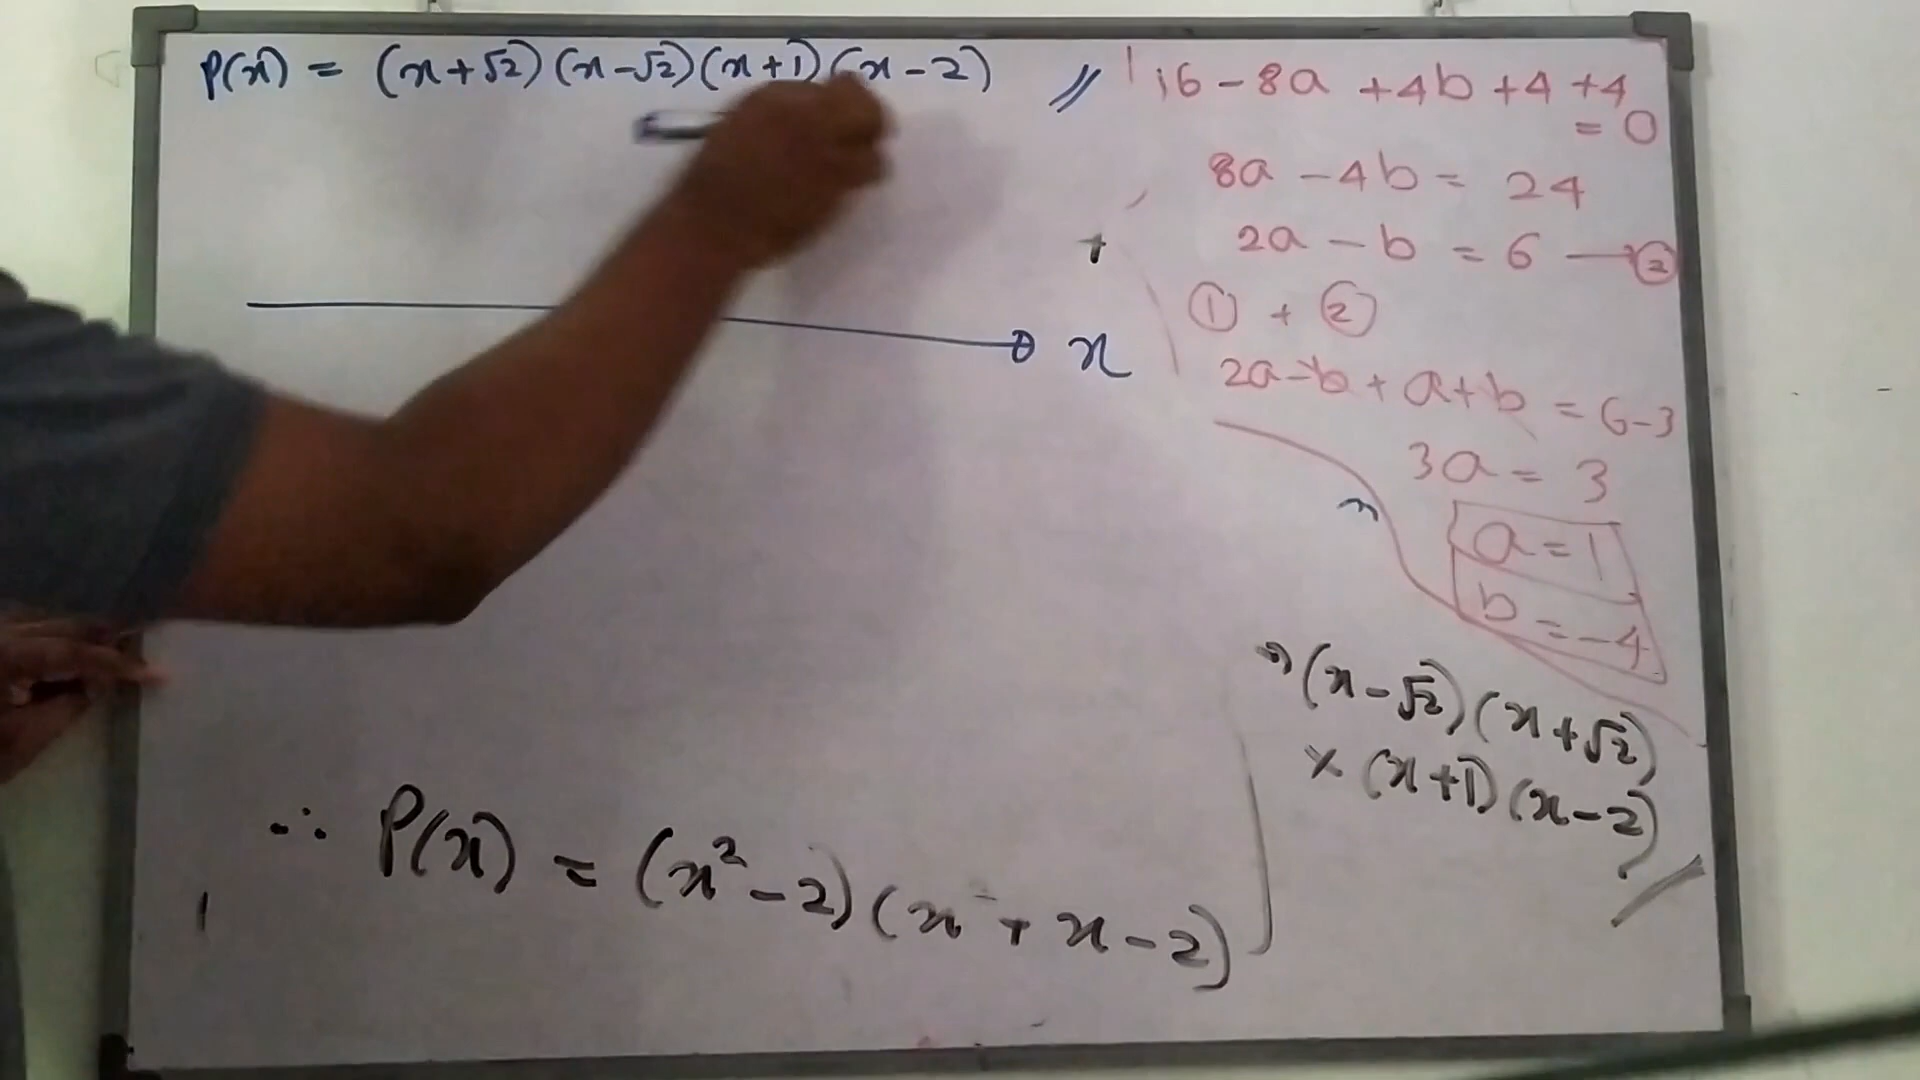 P(x) = (x+√2)(x-√2)(x+1)(x-2) //
16-8a +4b +4 +4
= 0
8a -4b = 24
2a - b = 6 → ②
① + ②
2a-b + a+b = 6-3
3a = 3
a=1
b = -4
x
⇒ (x-√2)(x+√2)
× (x+1)(x-2)
∴ P(x) = (x²-2)(x + x-2)